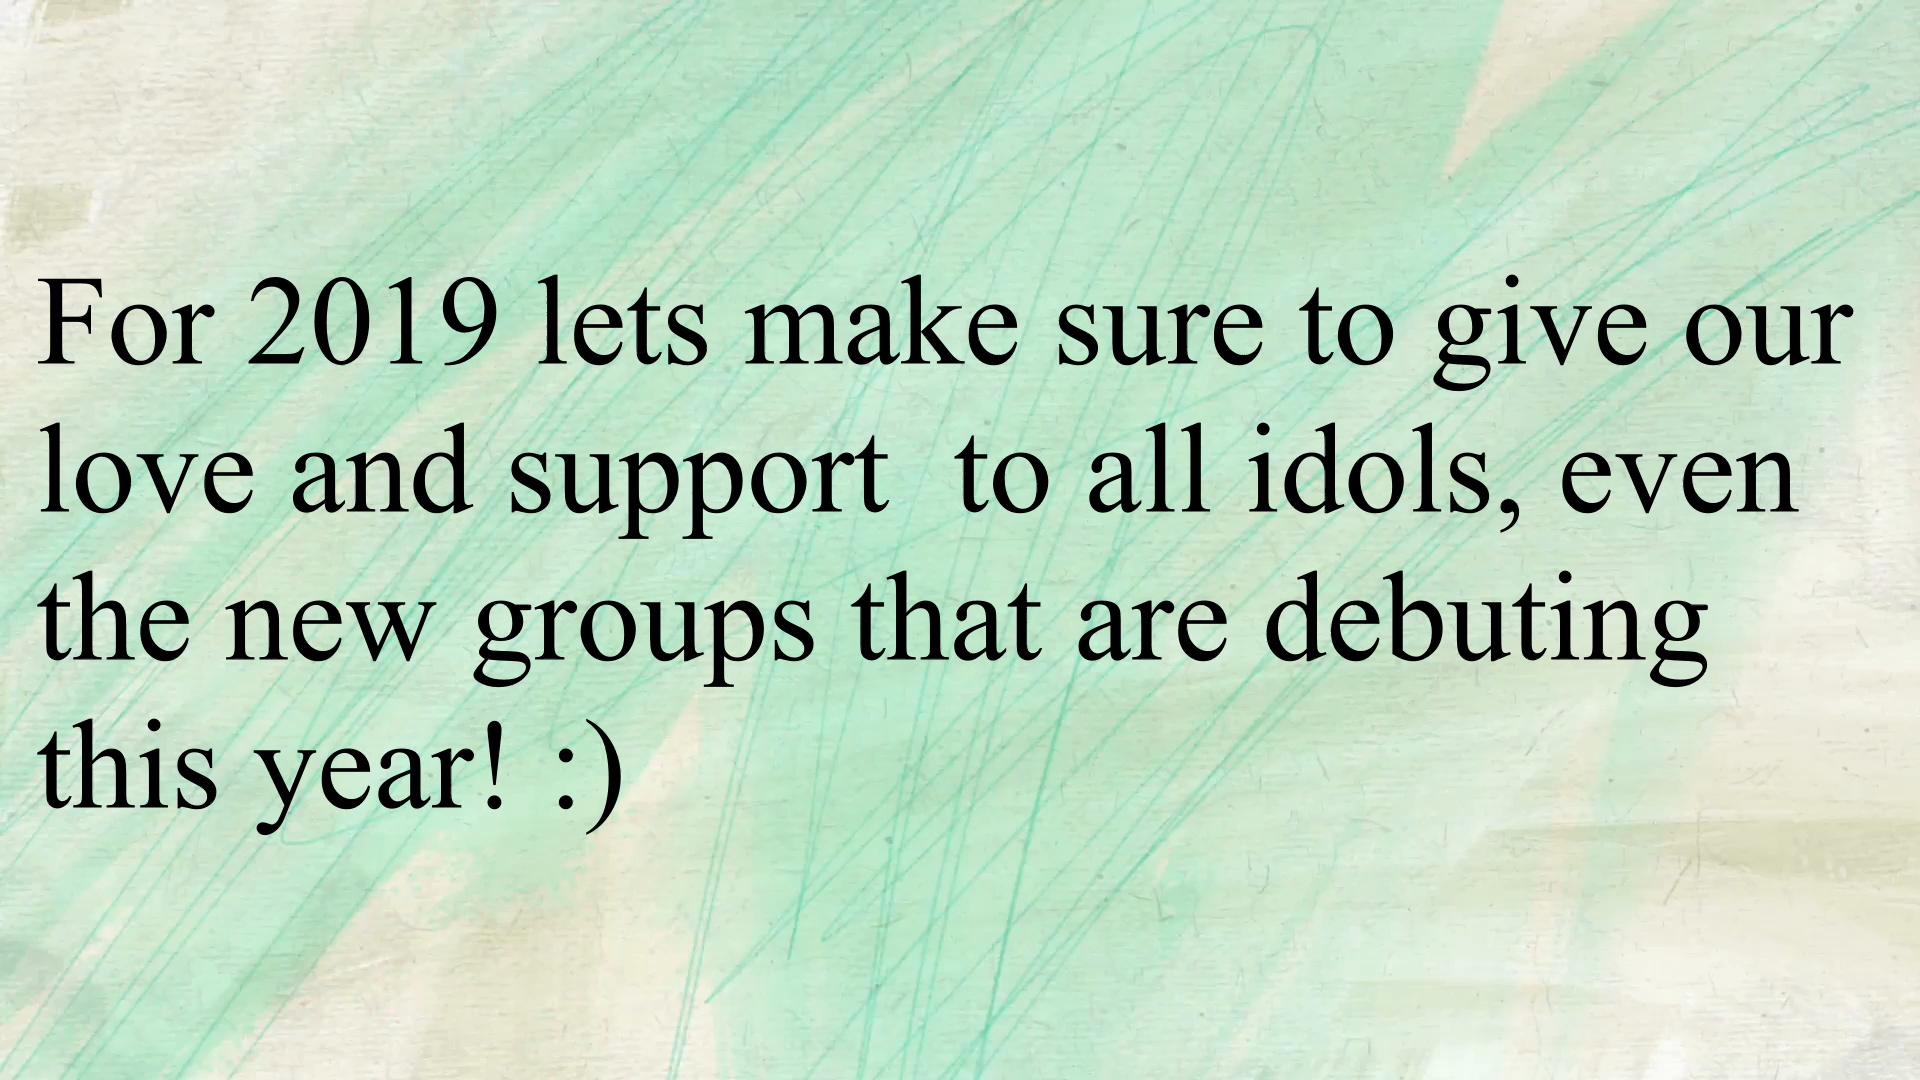 For 2019 lets make sure to give our
love and support  to all idols, even
the new groups that are debuting
this year! :)